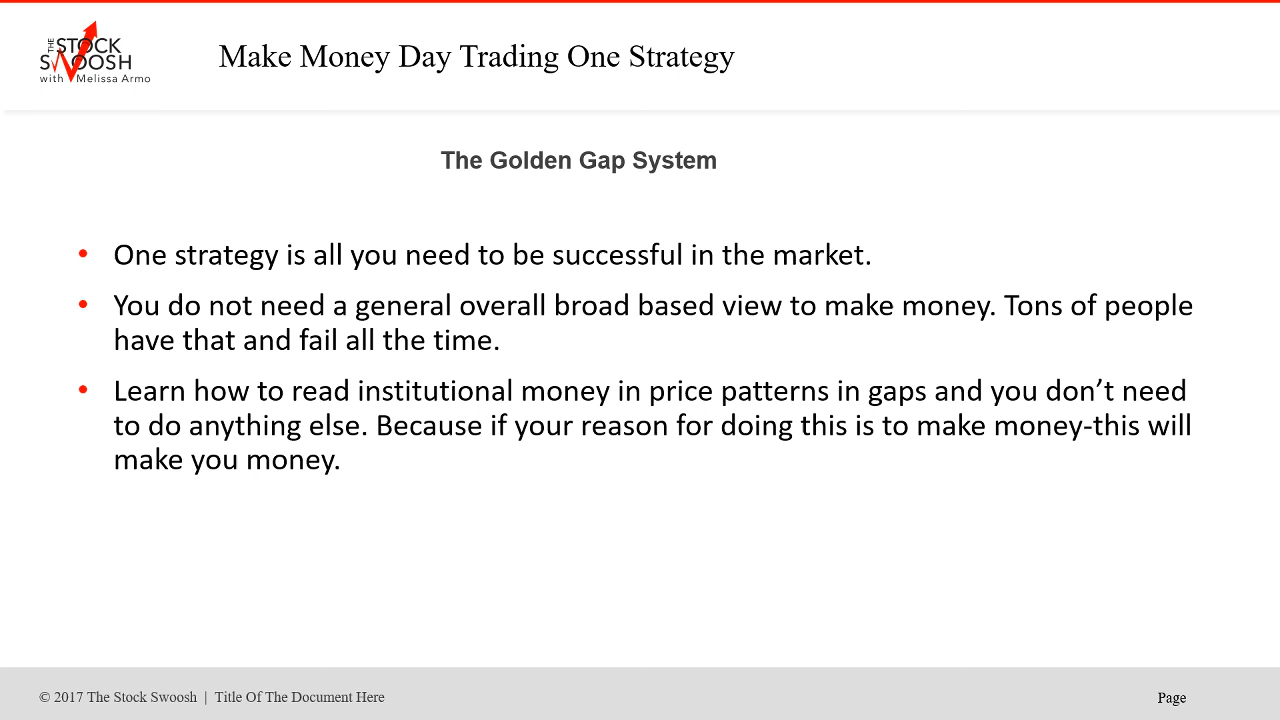 THE
STOCK
SWOOSH
with Melissa Armo
Make Money Day Trading One Strategy
The Golden Gap System
• One strategy is all you need to be successful in the market.
• You do not need a general overall broad based view to make money. Tons of people
have that and fail all the time.
• Learn how to read institutional money in price patterns in gaps and you don’t need
to do anything else. Because if your reason for doing this is to make money-this will
make you money.
© 2017 The Stock Swoosh | Title Of The Document Here
Page